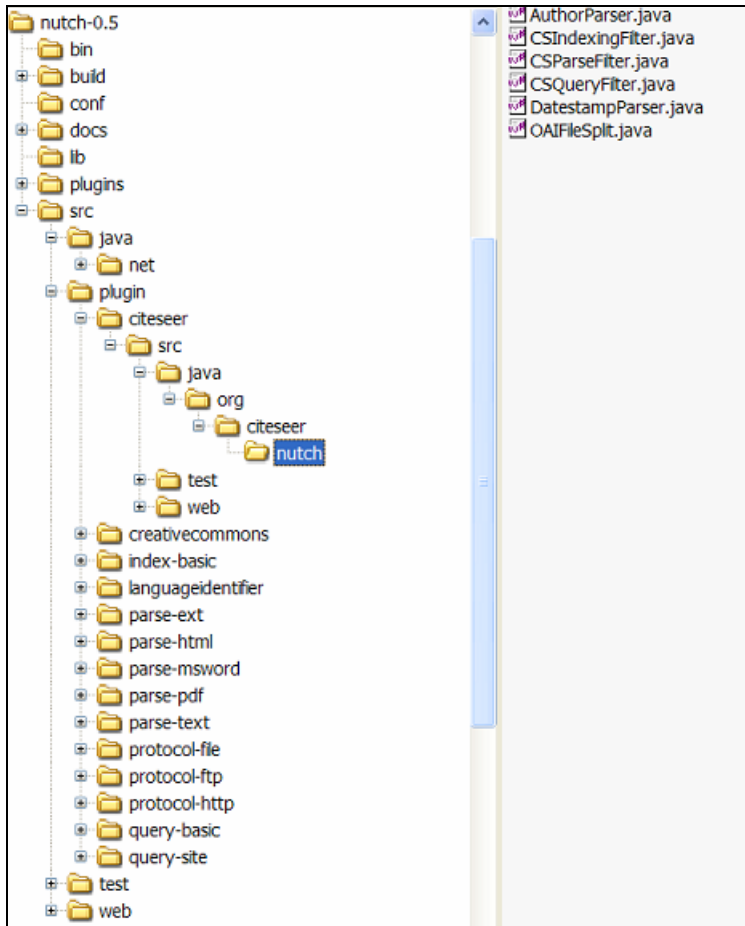 nutch-0.5
bin
build
conf
docs
lib
plugins
src
java
net
plugin
citeseer
src
java
org
citeseer
nutch
test
web
creativecommons
index-basic
languageidentifier
parse-ext
parse-html
parse-msword
parse-pdf
parse-text
protocol-file
protocol-ftp
protocol-http
query-basic
query-site
test
web
AuthorParser.java
CSIndexingFilter.java
CSParseFilter.java
CSQueryFilter.java
DatestampParser.java
OAIFileSplit.java